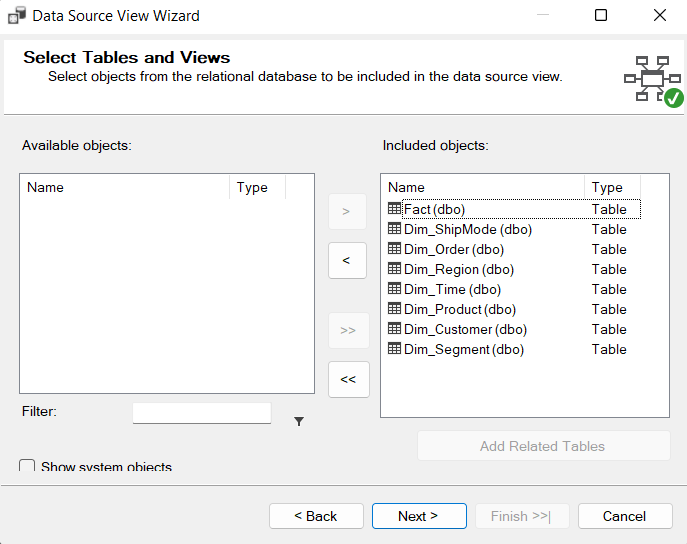 Data Source View Wizard
Select Tables and Views
Select objects from the relational database to be included in the data source view.
Available objects:
Name Type
>
<
>>
<<
Filter:
Show system objects
Included objects:
Name Type
Fact (dbo) Table
Dim_ShipMode (dbo) Table
Dim_Order (dbo) Table
Dim_Region (dbo) Table
Dim_Time (dbo) Table
Dim_Product (dbo) Table
Dim_Customer (dbo) Table
Dim_Segment (dbo) Table
Add Related Tables
< Back Next > Finish >>| Cancel